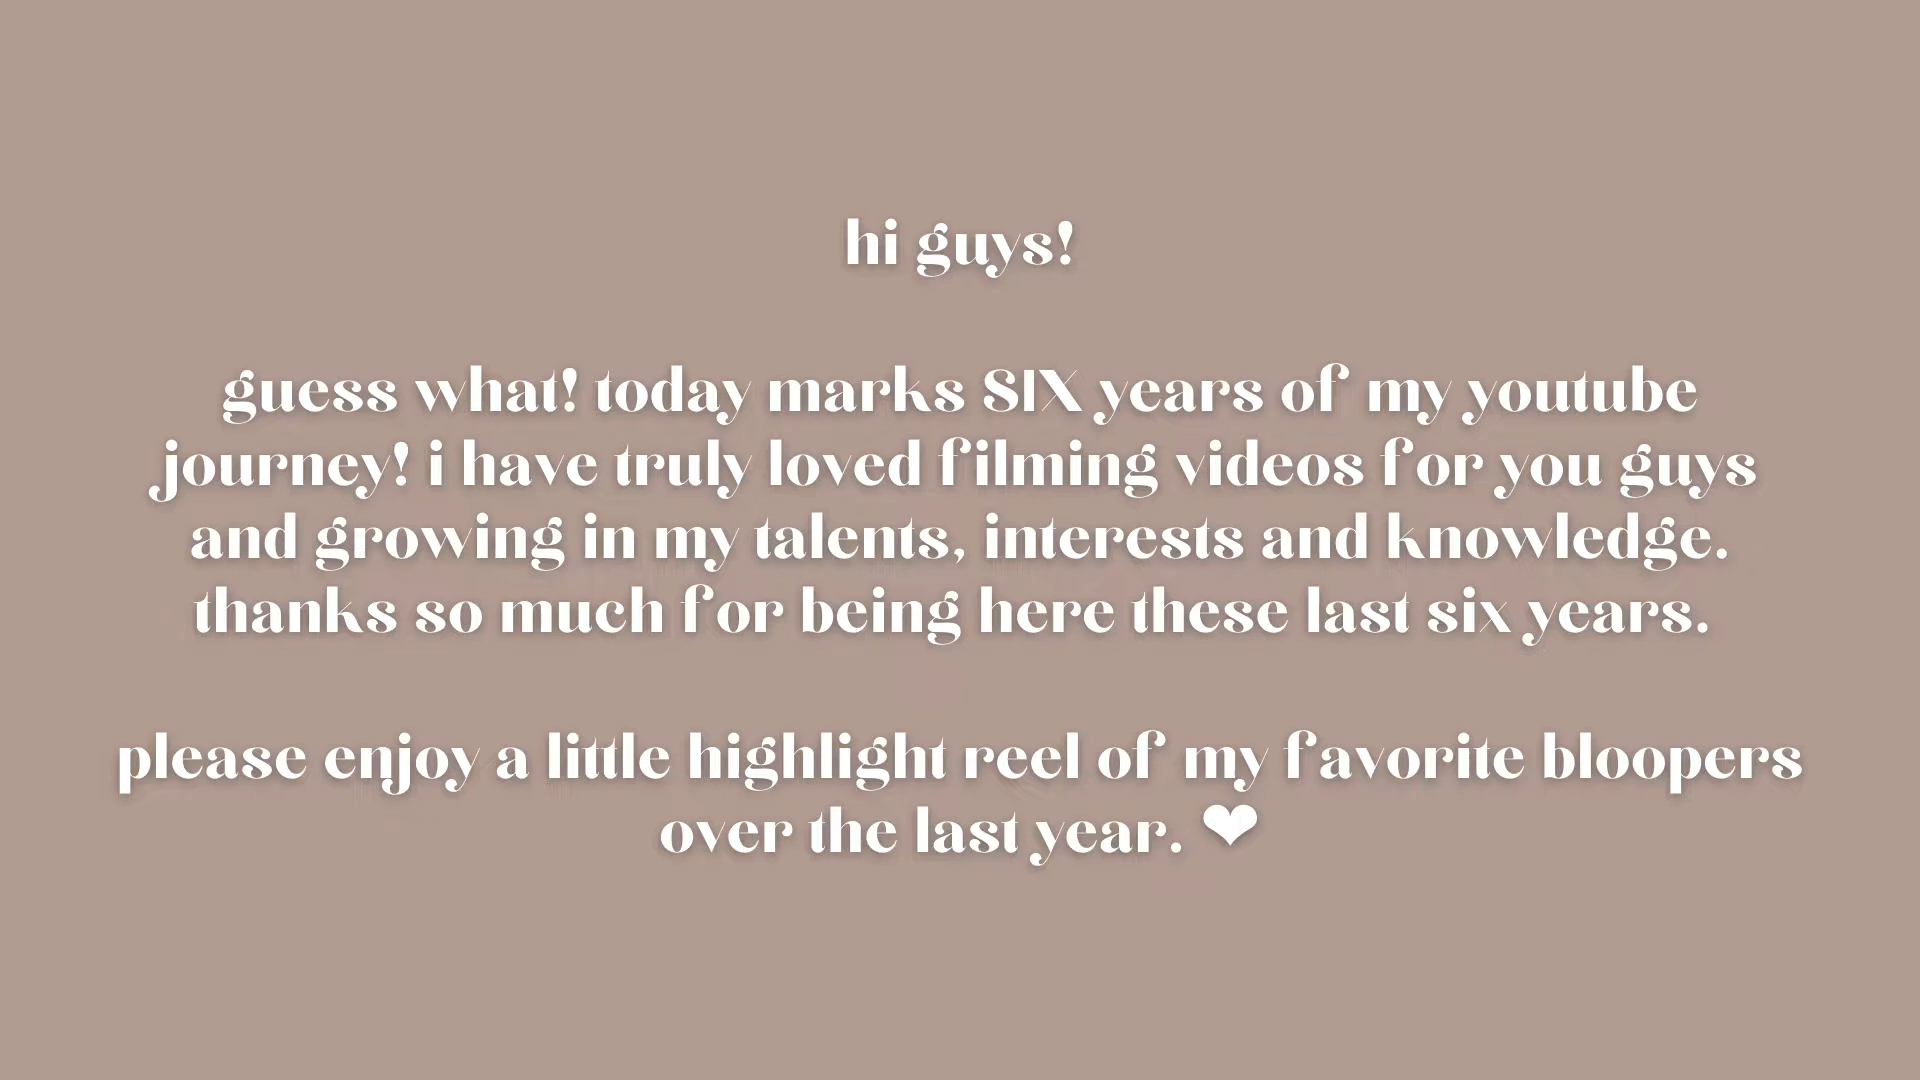 hi guys!
guess what! today marks SIX years of my youtube
journey! i have truly loved filming videos for you guys
and growing in my talents, interests and knowledge.
thanks so much for being here these last six years.
please enjoy a little highlight reel of my favorite bloopers
over the last year. ❤